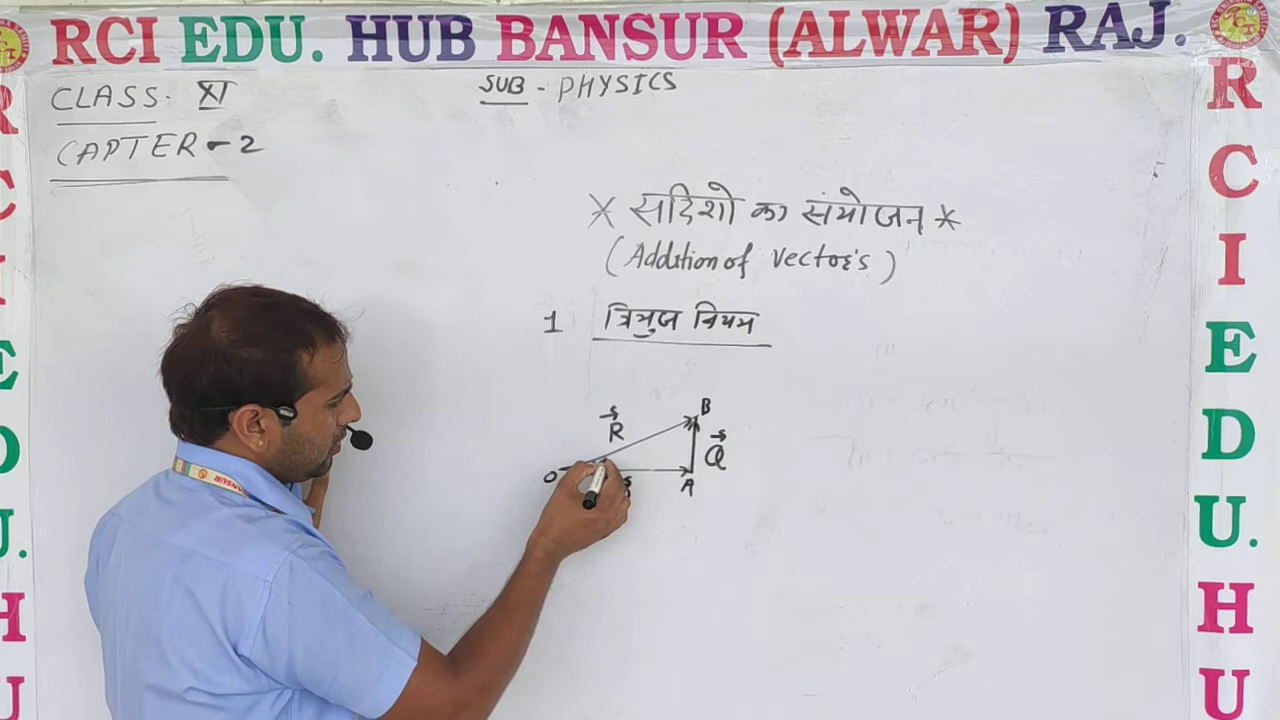 RCI EDU. HUB BANSUR (ALWAR) RAJ.
CLASS. XI
SUB - PHYSICS
CAPTER - 2
* सदिशो का संयोजन *
(Addition of Vector's)
1 त्रिभुज नियम
B
R
Q
O
A
R
C
I
E
D
U.
H
U
R
C
I
E
D
U.
H
U